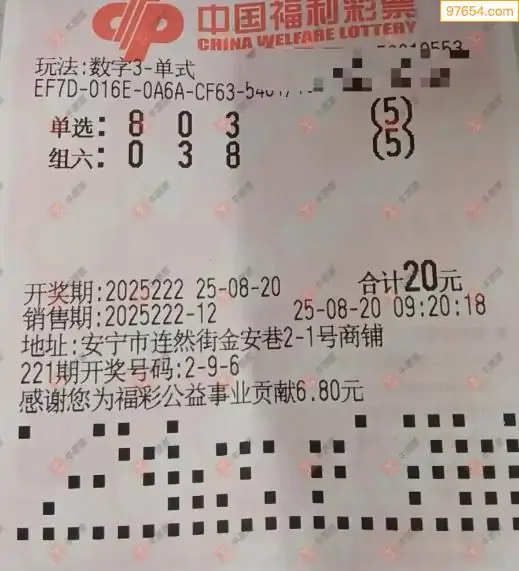 97654.com
中国福利彩票
CHINA WELFARE LOTTERY
玩法:数字3-单式
EF7D-016E-0A6A-CF63-
单选: 8 0 3 (5)
组六: 0 3 8 (5)
开奖期:2025222 25-08-20 合计20元
销售期:2025222-12 25-08-20 09:20:18
地址:安宁市连然街金安巷2-1号商铺
221期开奖号码:2-9-6
感谢您为福彩公益事业贡献6.80元